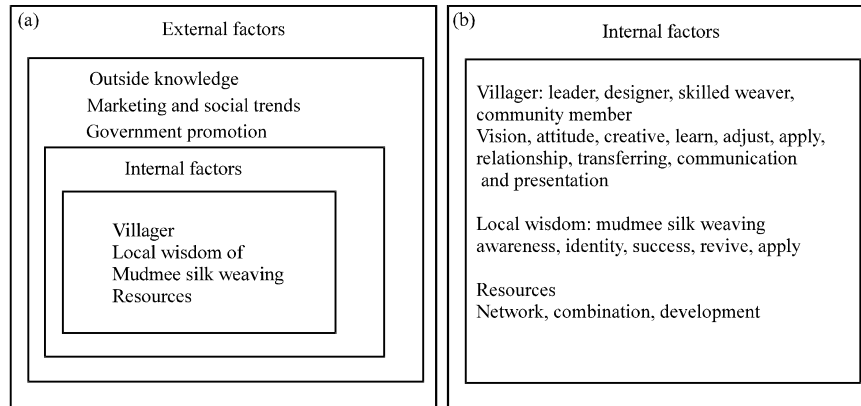 (a)
External factors
Outside knowledge
Marketing and social trends
Government promotion
Internal factors
Villager
Local wisdom of
Mudmee silk weaving
Resources
(b)
Internal factors
Villager: leader, designer, skilled weaver,
community member
Vision, attitude, creative, learn, adjust, apply,
relationship, transferring, communication
and presentation
Local wisdom: mudmee silk weaving
awareness, identity, success, revive, apply
Resources
Network, combination, development